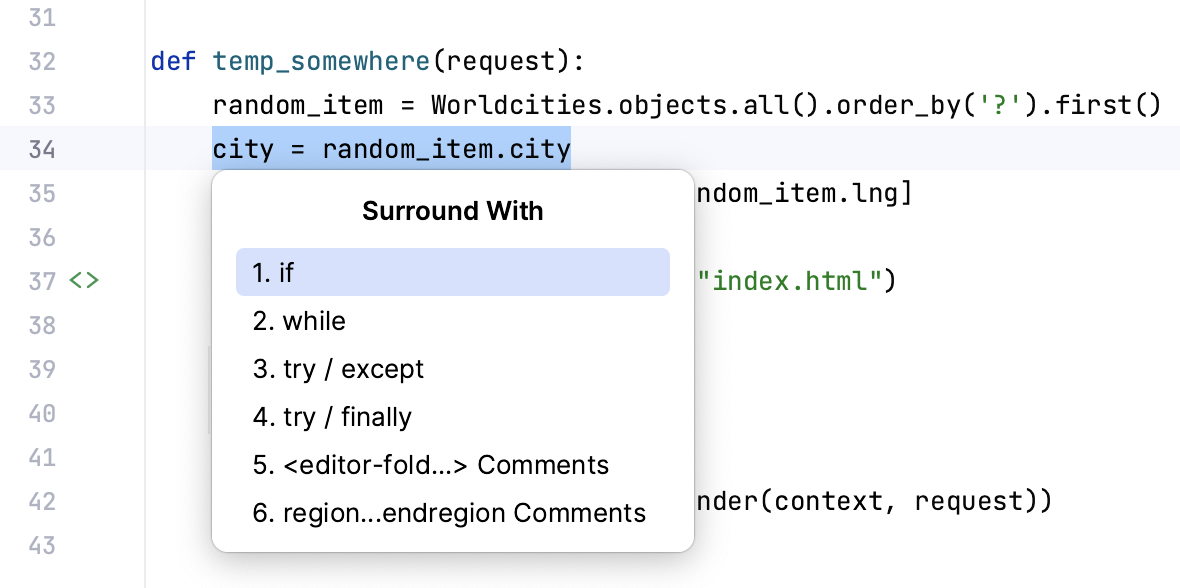 31
32 def temp_somewhere(request):
33 random_item = Worldcities.objects.all().order_by('?').first()
34 city = random_item.city
35 ndom_item.lng]
Surround With
36
1. if
37 <> "index.html")
2. while
38
3. try / except
39
4. try / finally
40
5. <editor-fold...> Comments
41
6. region...endregion Comments
42 nder(context, request))
43